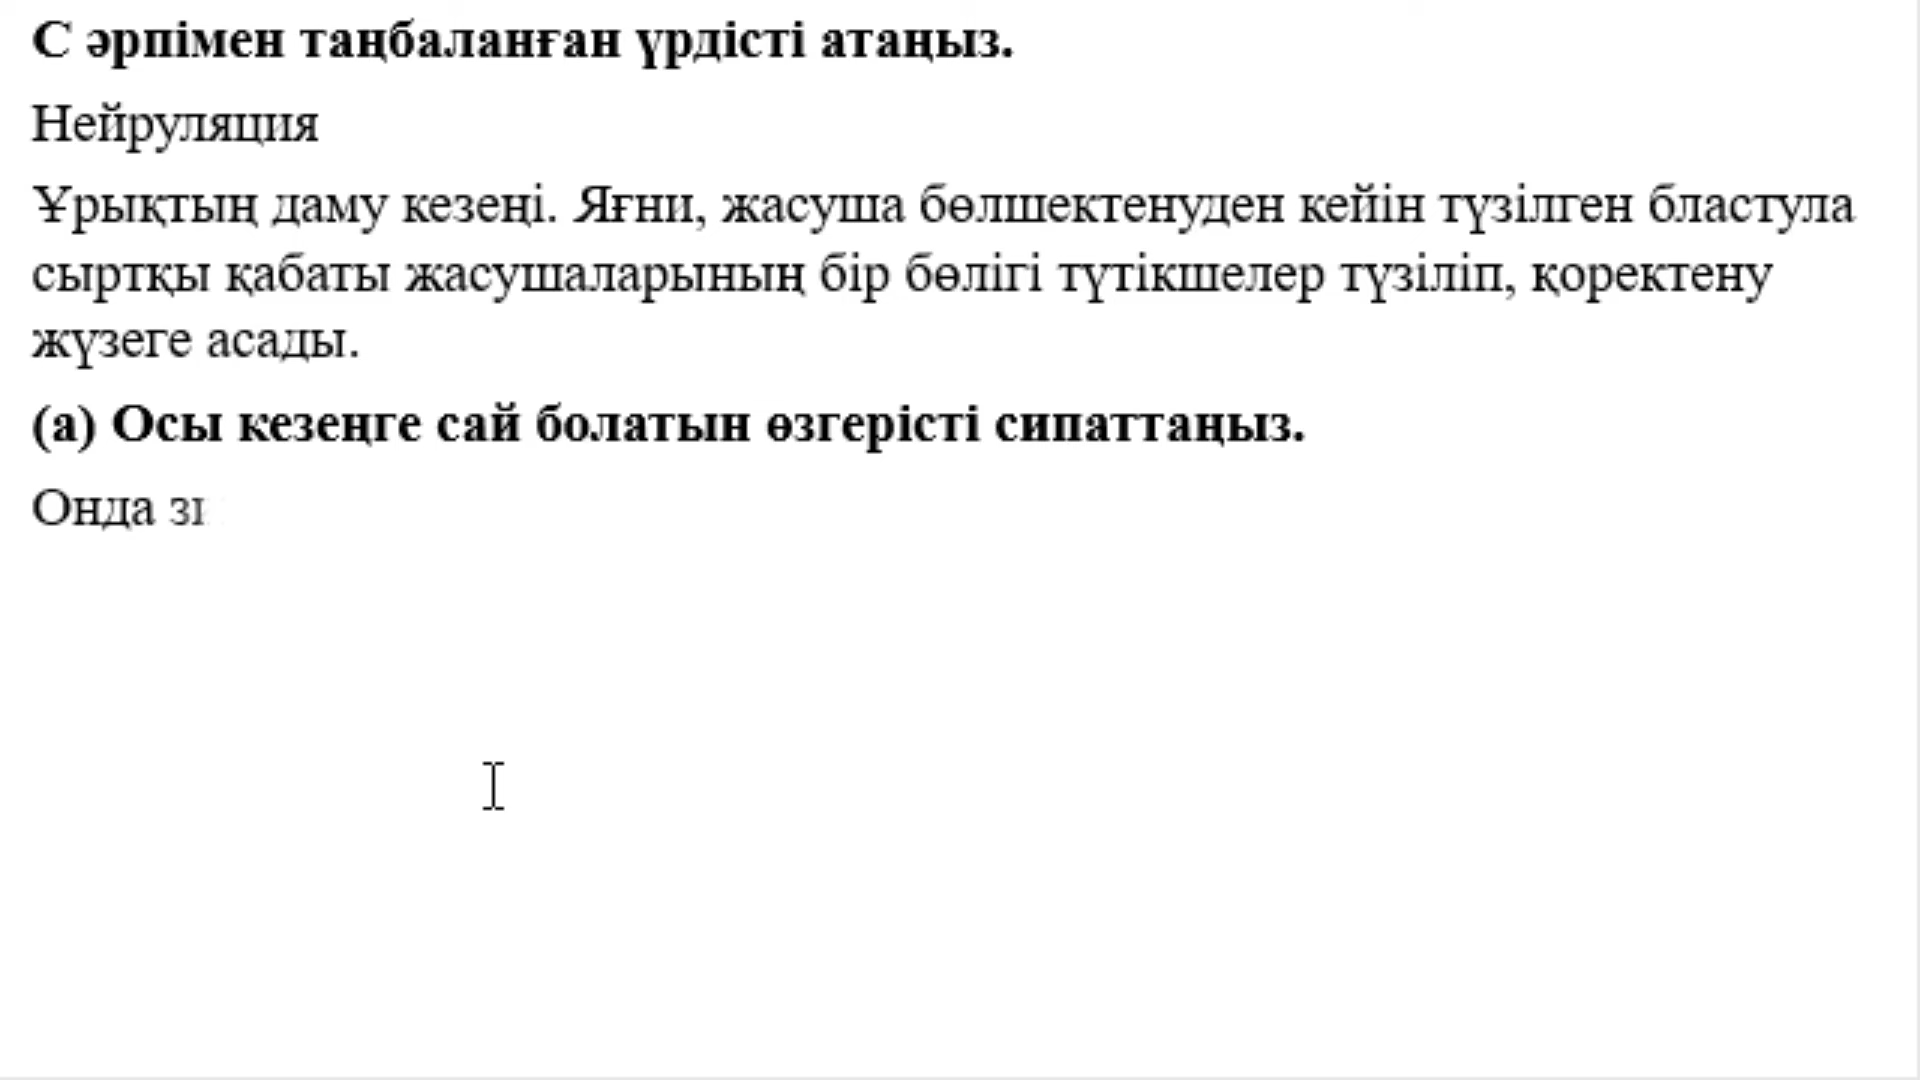 С әрпімен таңбаланған үрдісті атаңыз.
Нейруляция
Ұрықтың даму кезеңі. Яғни, жасуша бөлшектенуден кейін түзілген бластула
сыртқы қабаты жасушаларының бір бөлігі түтікшелер түзіліп, қоректену
жүзеге асады.
(а) Осы кезеңге сай болатын өзгерісті сипаттаңыз.
Онда